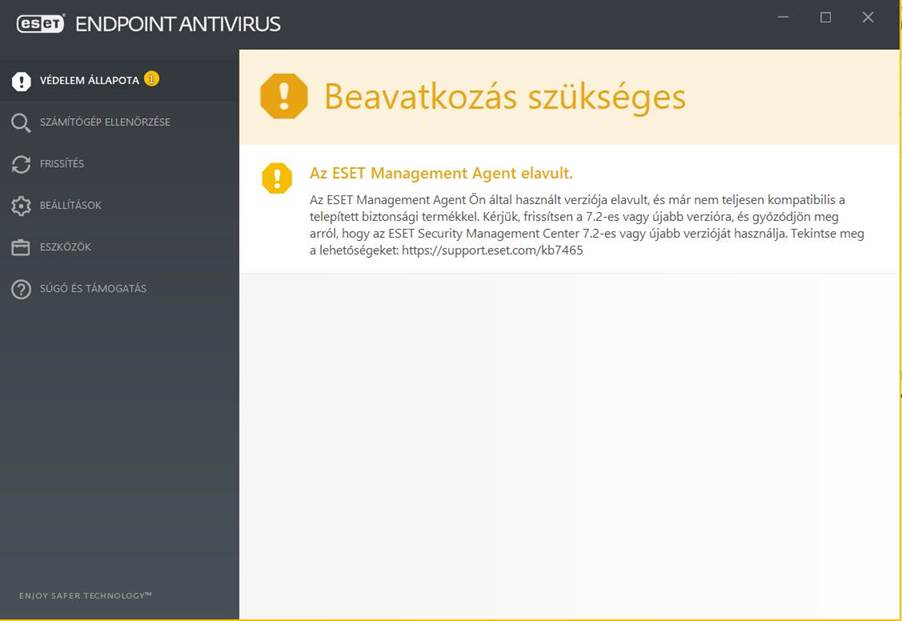 eseT ENDPOINT ANTIVIRUS
VÉDELEM ÁLLAPOTA 1
SZÁMÍTÓGÉP ELLENŐRZÉSE
FRISSÍTÉS
BEÁLLÍTÁSOK
ESZKÖZÖK
SÚGÓ ÉS TÁMOGATÁS
ENJOY SAFER TECHNOLOGY™
Beavatkozás szükséges
Az ESET Management Agent elavult.
Az ESET Management Agent Ön által használt verziója elavult, és már nem teljesen kompatibilis a
telepített biztonsági termékkel. Kérjük, frissítsen a 7.2-es vagy újabb verzióra, és győződjön meg
arról, hogy az ESET Security Management Center 7.2-es vagy újabb verzióját használja. Tekintse meg
a lehetőségeket: https://support.eset.com/kb7465